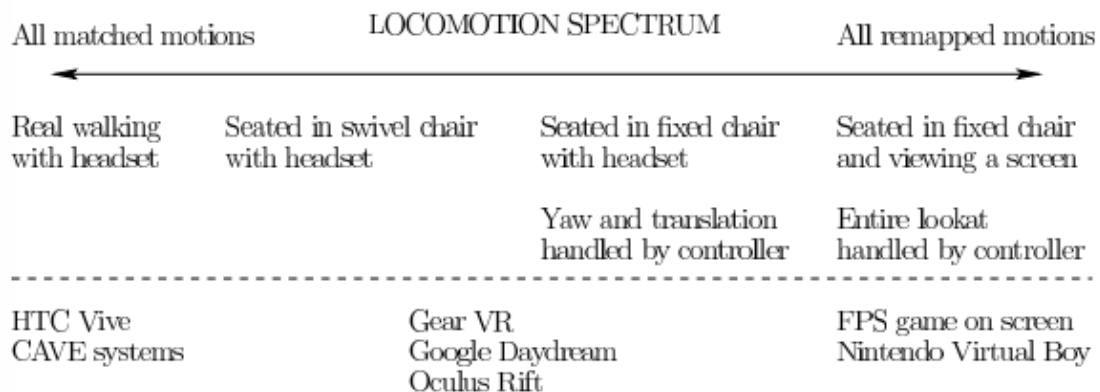 LOCOMOTION SPECTRUM
All matched motions
All remapped motions
Real walking
with headset
Seated in swivel chair
with headset
Seated in fixed chair
with headset
Yaw and translation
handled by controller
Seated in fixed chair
and viewing a screen
Entire lookat
handled by controller
HTC Vive
CAVE systems
Gear VR
Google Daydream
Oculus Rift
FPS game on screen
Nintendo Virtual Boy